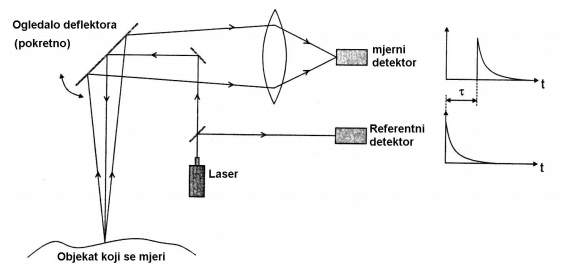 Ogledalo deflektora
(pokretno)
mjerni
detektor
t
τ
Referentni
detektor
t
Laser
Objekat koji se mjeri